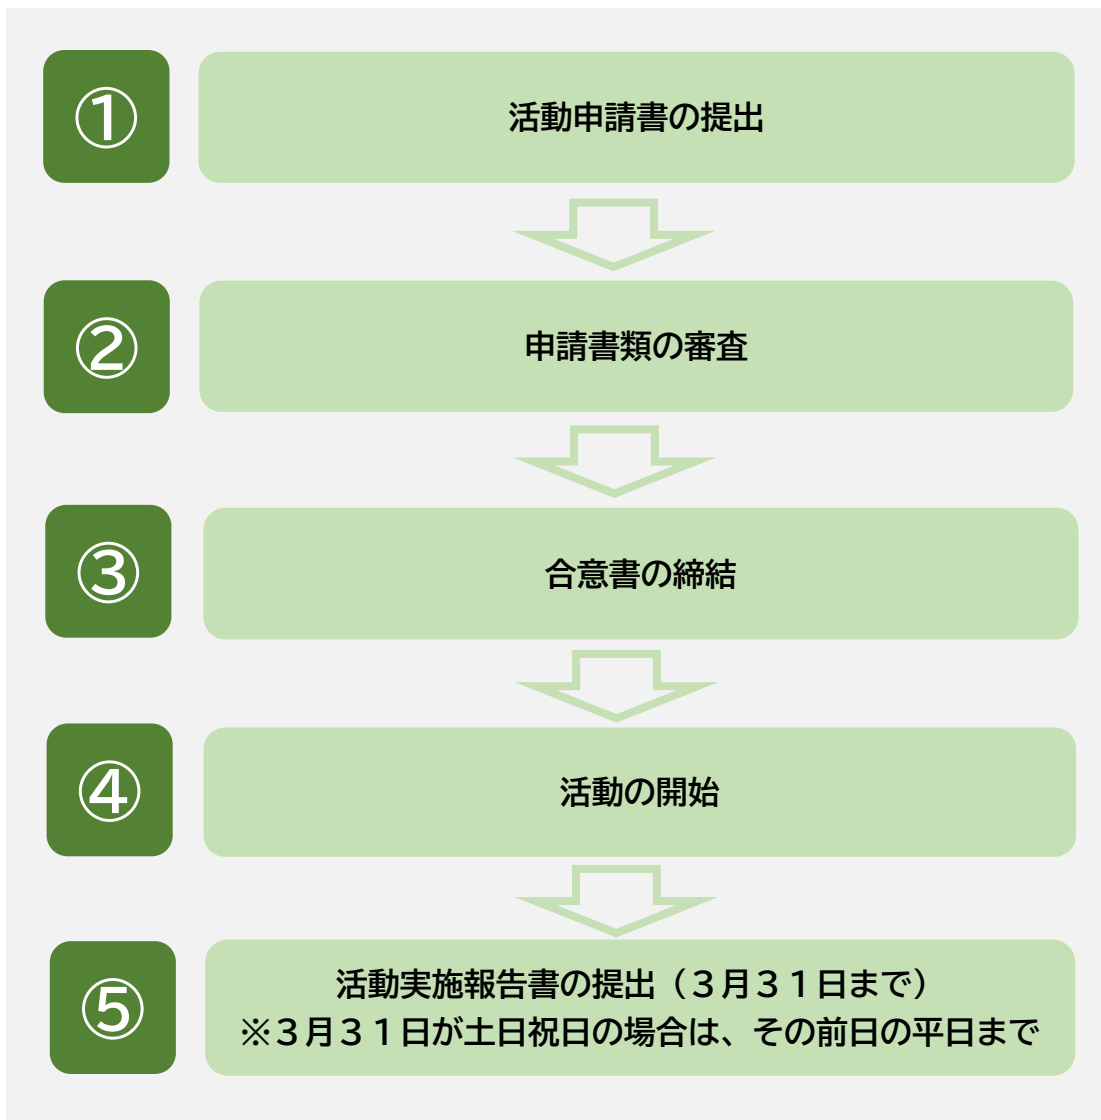 ①
活動申請書の提出
②
申請書類の審査
③
合意書の締結
④
活動の開始
⑤
活動実施報告書の提出（３月３１日まで）
※３月３１日が土日祝日の場合は、その前日の平日まで